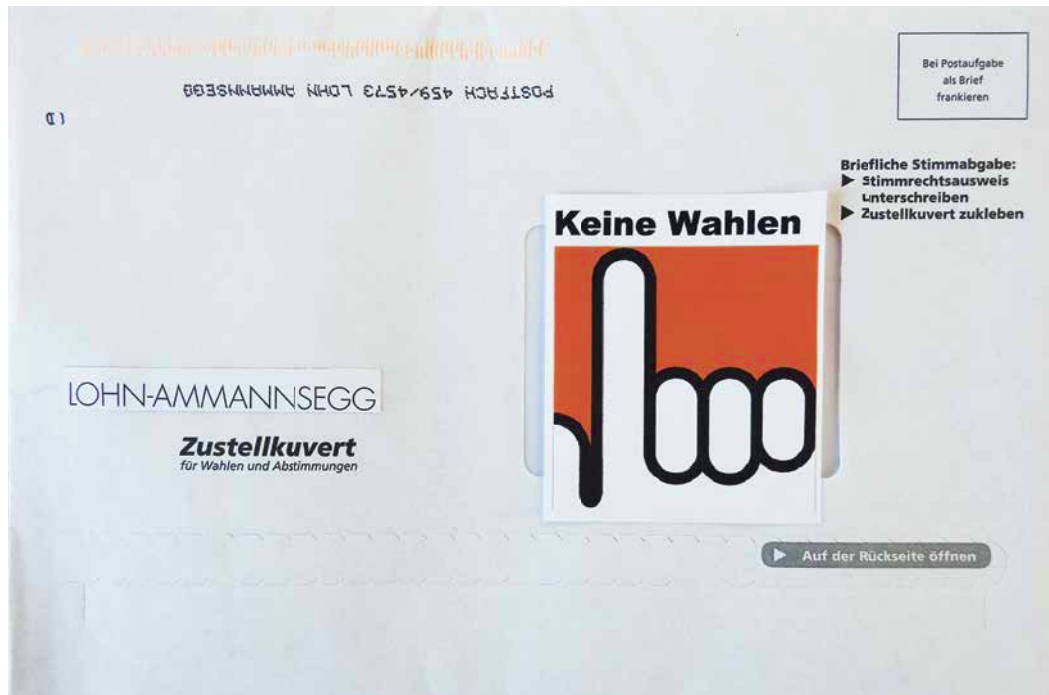 POSTFACH 459/4573 LOHN AMMANNSEGG
Bei Postaufgabe
als Brief
frankieren
Briefliche Stimmabgabe:
▶ Stimmrechtsausweis
unterschreiben
▶ Zustellkuvert zukleben
Keine Wahlen
LOHN-AMMANNSEGG
Zustellkuvert
für Wahlen und Abstimmungen
▶ Auf der Rückseite öffnen